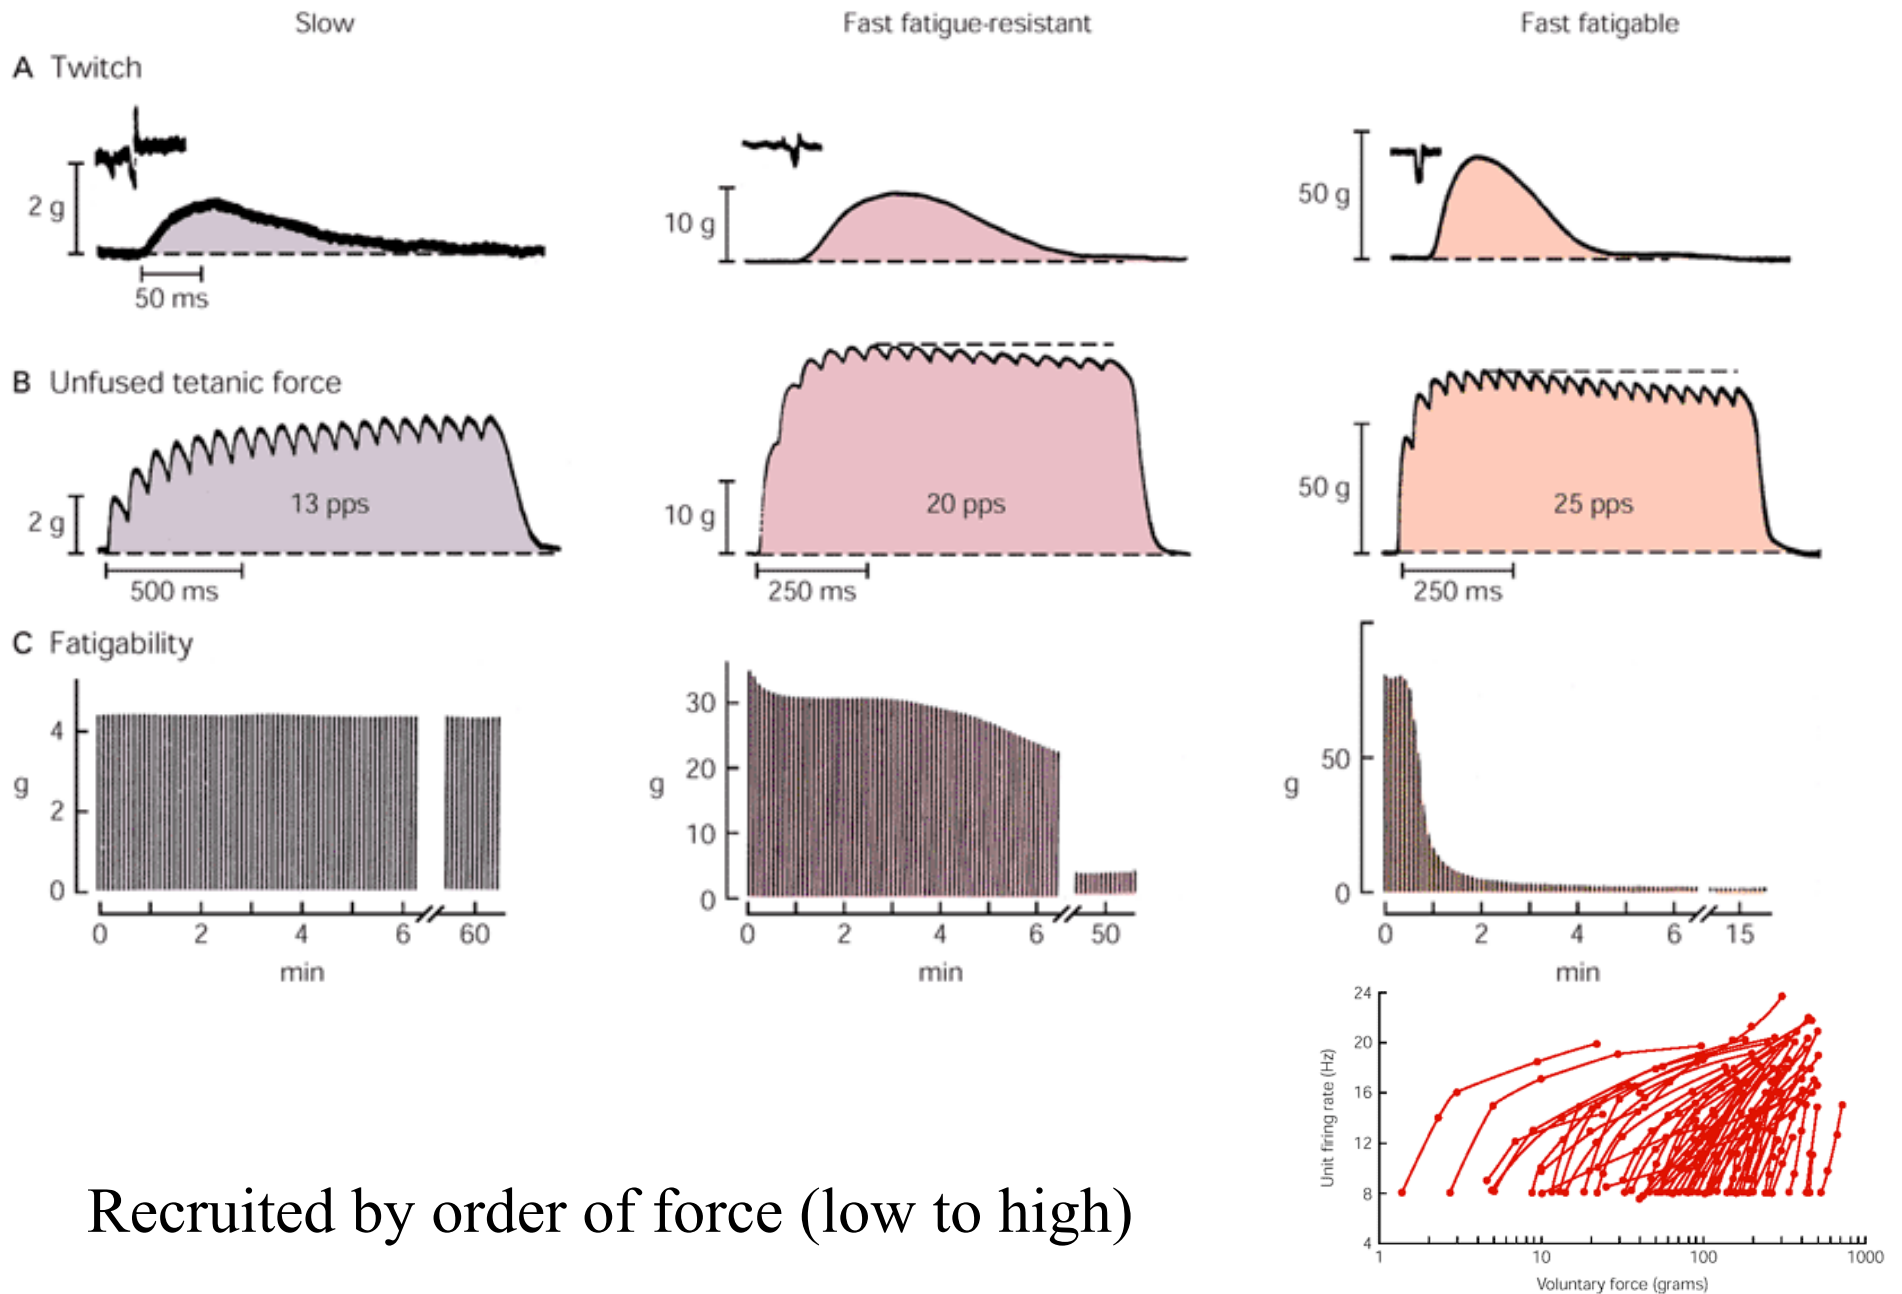 Slow
Fast fatigue-resistant
Fast fatigable
A Twitch
2 g
50 ms
10 g
50 g
B Unfused tetanic force
2 g
13 pps
500 ms
10 g
20 pps
250 ms
50 g
25 pps
250 ms
C Fatigability
4
2
0
g
0 2 4 6 60
min
30
20
10
0
g
0 2 4 6 50
min
50
0
g
0 2 4 6 15
min
24
20
16
12
8
4
Unit firing rate (Hz)
1 10 100 1000
Voluntary force (grams)
Recruited by order of force (low to high)